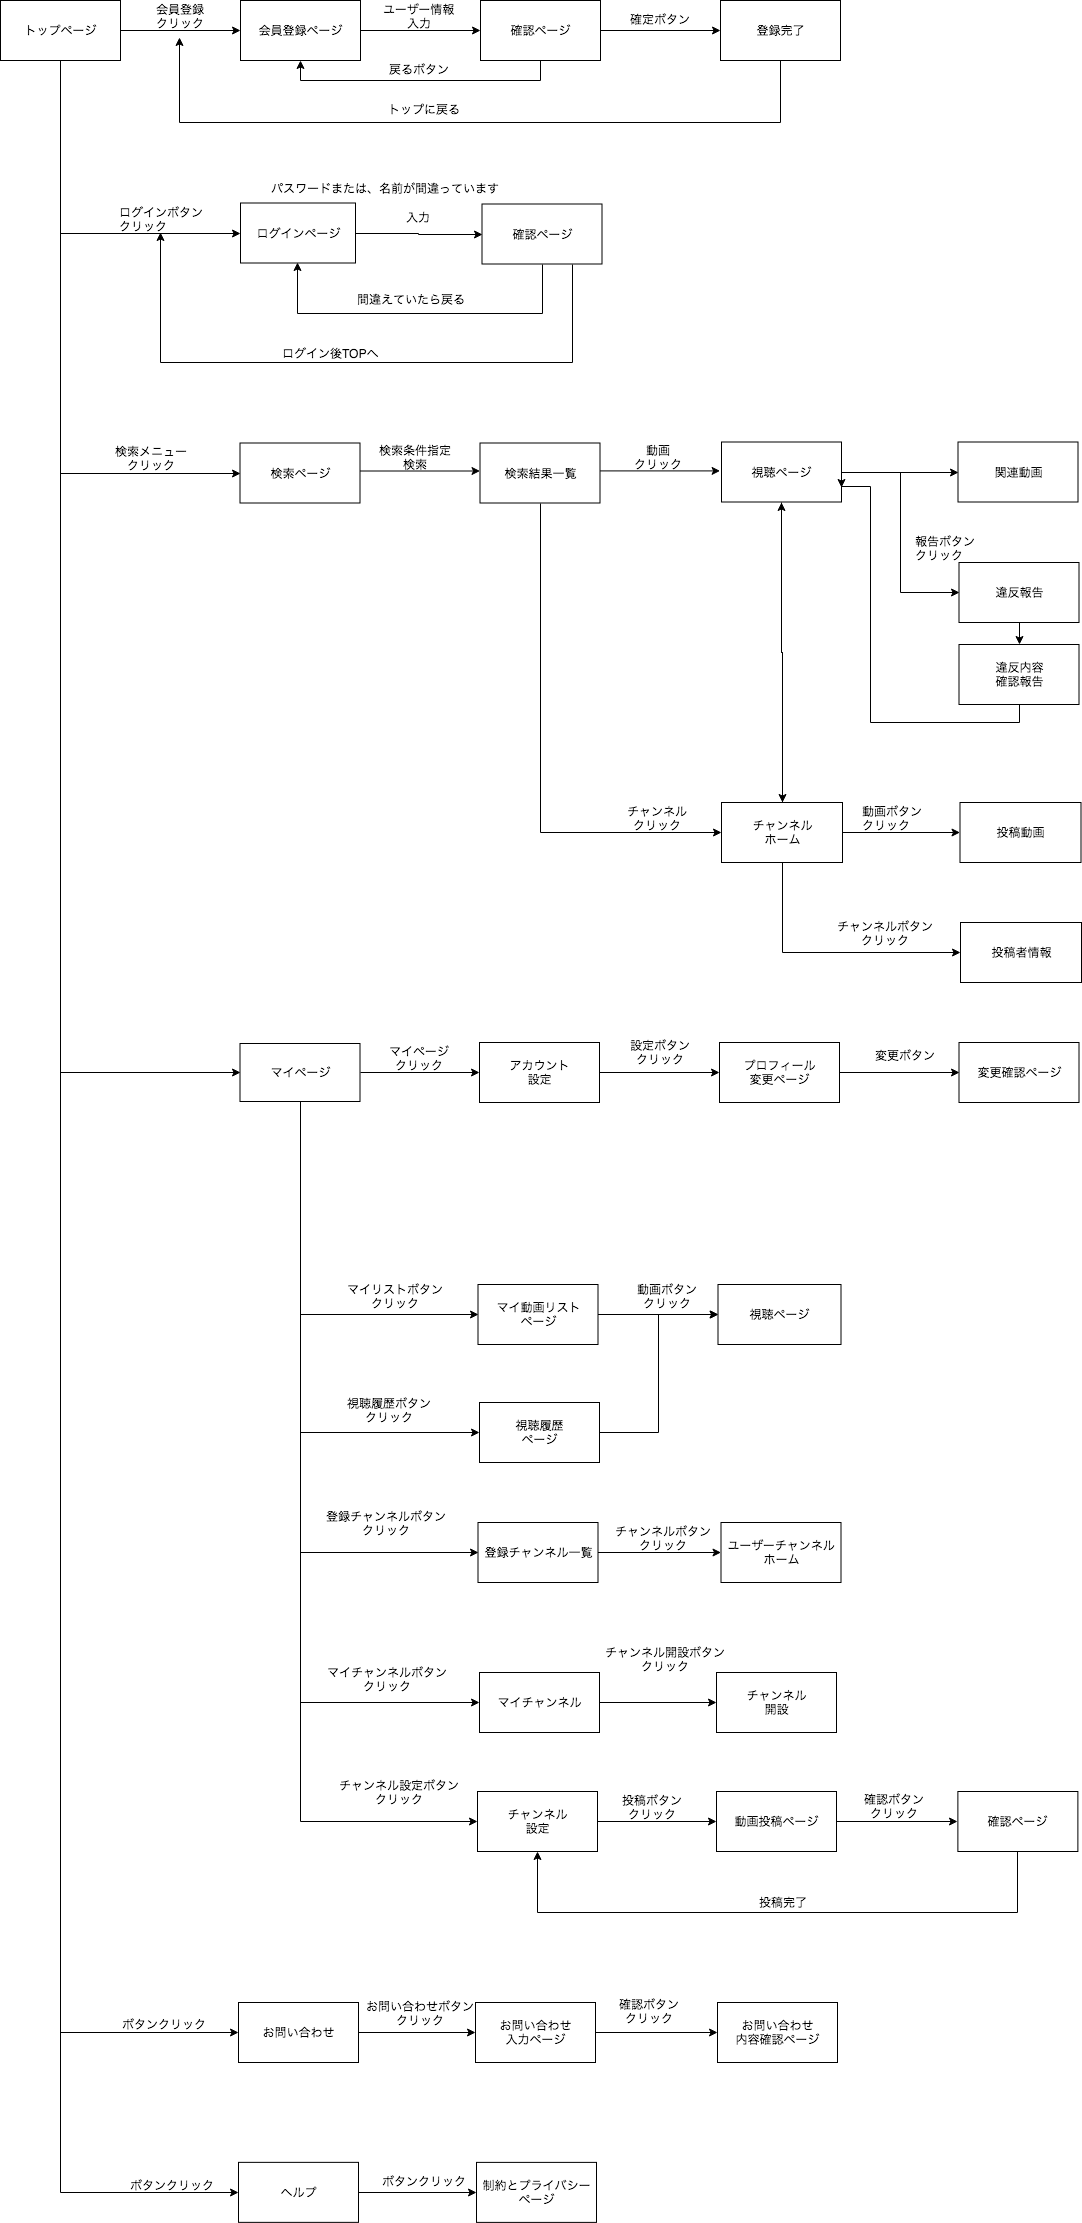 トップページ
会員登録
クリック
会員登録ページ
ユーザー情報
入力
確認ページ
確定ボタン
登録完了
戻るボタン
トップに戻る
パスワードまたは、名前が間違っています
ログインボタン
クリック
ログインページ
入力
確認ページ
間違えていたら戻る
ログイン後TOPへ
検索メニュー
クリック
検索ページ
検索条件指定
検索
検索結果一覧
動画
クリック
視聴ページ
関連動画
報告ボタン
クリック
違反報告
違反内容
確認報告
チャンネル
クリック
チャンネル
ホーム
動画ボタン
クリック
投稿動画
チャンネルボタン
クリック
投稿者情報
マイページ
マイページ
クリック
アカウント
設定
設定ボタン
クリック
プロフィール
変更ページ
変更ボタン
変更確認ページ
マイリストボタン
クリック
マイ動画リスト
ページ
動画ボタン
クリック
視聴ページ
視聴履歴ボタン
クリック
視聴履歴
ページ
登録チャンネルボタン
クリック
登録チャンネル一覧
チャンネルボタン
クリック
ユーザーチャンネル
ホーム
マイチャンネルボタン
クリック
マイチャンネル
チャンネル開設ボタン
クリック
チャンネル
開設
チャンネル設定ボタン
クリック
チャンネル
設定
投稿ボタン
クリック
動画投稿ページ
確認ボタン
クリック
確認ページ
投稿完了
ボタンクリック
お問い合わせ
お問い合わせボタン
クリック
お問い合わせ
入力ページ
確認ボタン
クリック
お問い合わせ
内容確認ページ
ボタンクリック
ヘルプ
ボタンクリック
制約とプライバシー
ページ